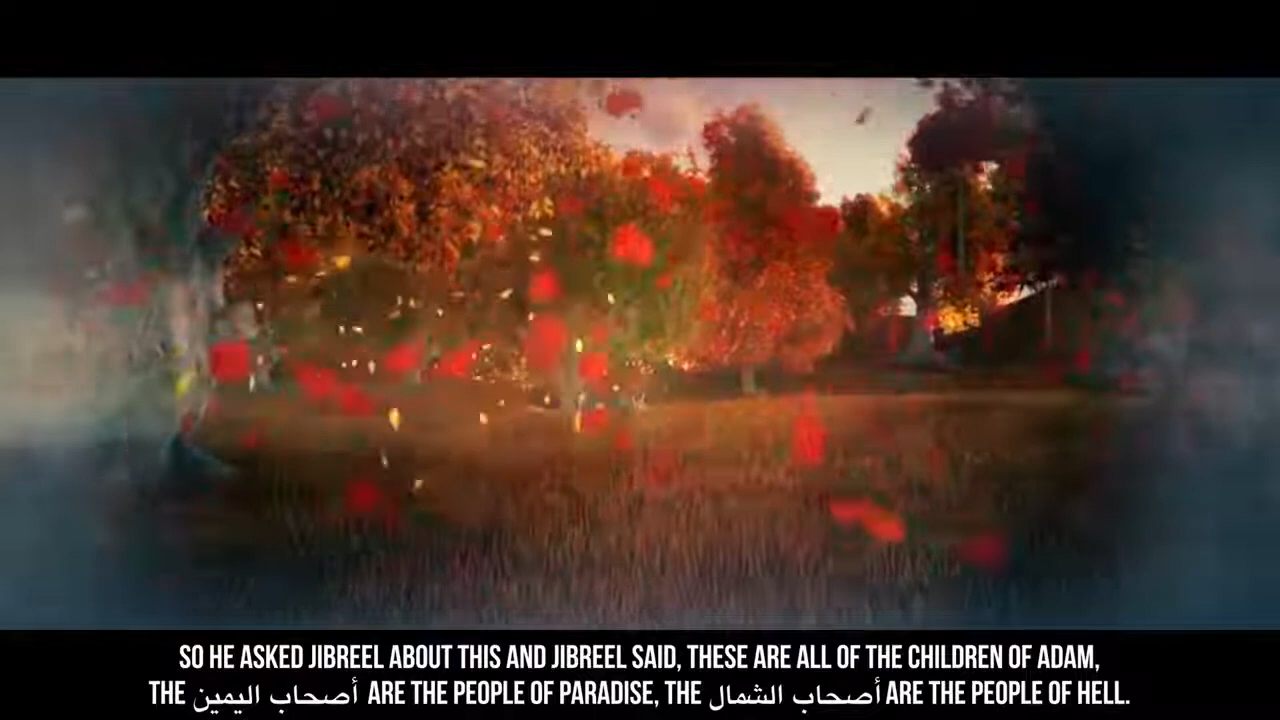 SO HE ASKED JIBREEL ABOUT THIS AND JIBREEL SAID, THESE ARE ALL OF THE CHILDREN OF ADAM,
THE أصحاب اليمين ARE THE PEOPLE OF PARADISE, THE أصحاب الشمال ARE THE PEOPLE OF HELL.